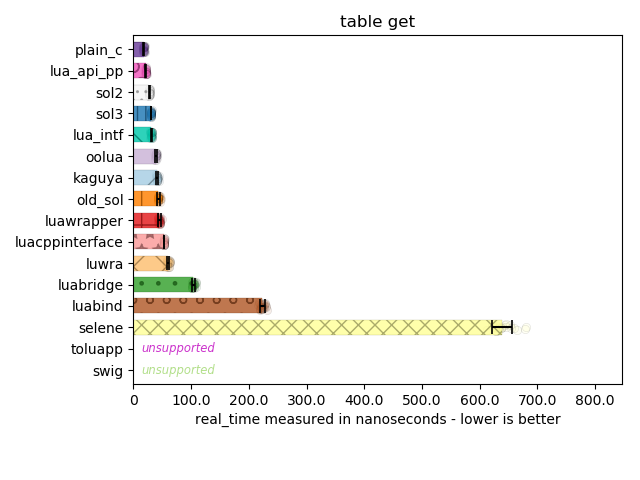 table get
plain_c
lua_api_pp
sol2
sol3
lua_intf
oolua
kaguya
old_sol
luawrapper
luacppinterface
luwra
luabridge
luabind
selene
toluapp unsupported
swig unsupported
0 100.0 200.0 300.0 400.0 500.0 600.0 700.0 800.0
real_time measured in nanoseconds - lower is better